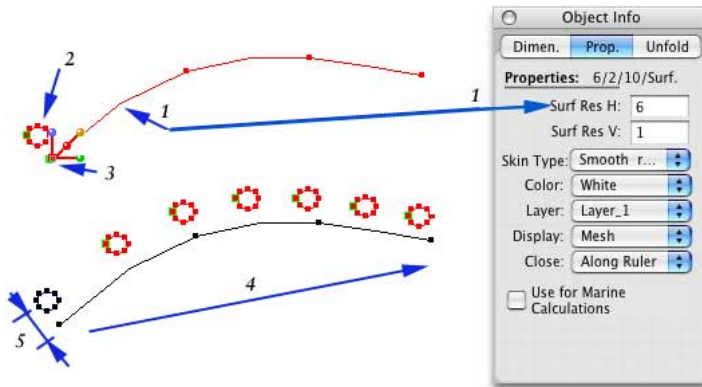 Object Info
Dimen. Prop. Unfold
Properties: 6/2/10/Surf.
Surf Res H: 6
Surf Res V: 1
Skin Type: Smooth r...
Color: White
Layer: Layer_1
Display: Mesh
Close: Along Ruler
Use for Marine
Calculations
2
1
1
3
4
5